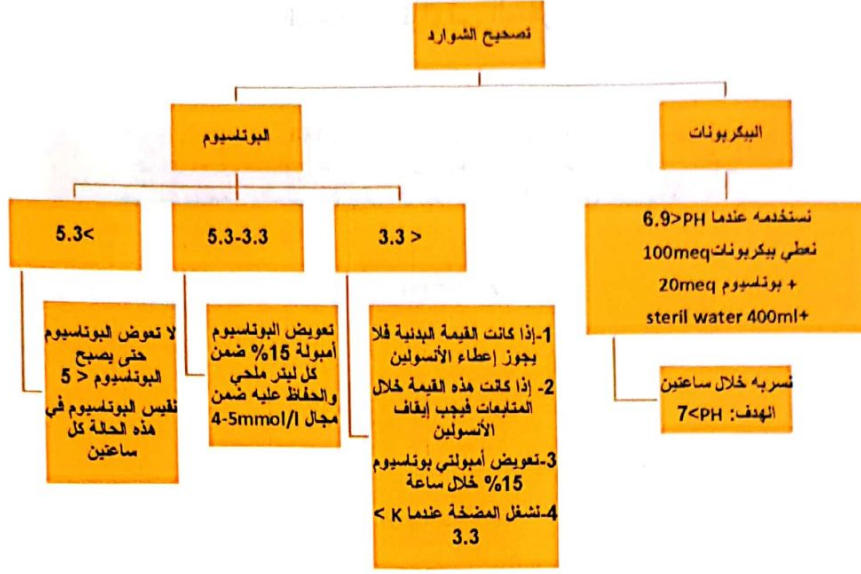 تصحيح الشوارد
البوتاسيوم
البيكربونات
5.3<
5.3-3.3
3.3 >
نستخدمه عندما PH<6.9
نعطي بيكربونات100meq
+ بوتاسيوم 20meq
steril water 400ml+
لا نعوض البوتاسيوم
حتى يصبح
البوتاسيوم < 5
نقيس البوتاسيوم في
هذه الحالة كل
ساعتين
تعويض البوتاسيوم
أمبولة 15% ضمن
كل ليتر ملحي
والحفاظ عليه ضمن
مجال 4-5mmol/l
1-إذا كانت القيمة البدئية فلا
يجوز إعطاء الأنسولين
2- إذا كانت هذه القيمة خلال
المتابعات فيجب إيقاف
الأنسولين
3-تعويض أمبولتي بوتاسيوم
15% خلال ساعة
4-نشغل المضخة عندما K <
3.3
نسربه خلال ساعتين
الهدف: PH>7